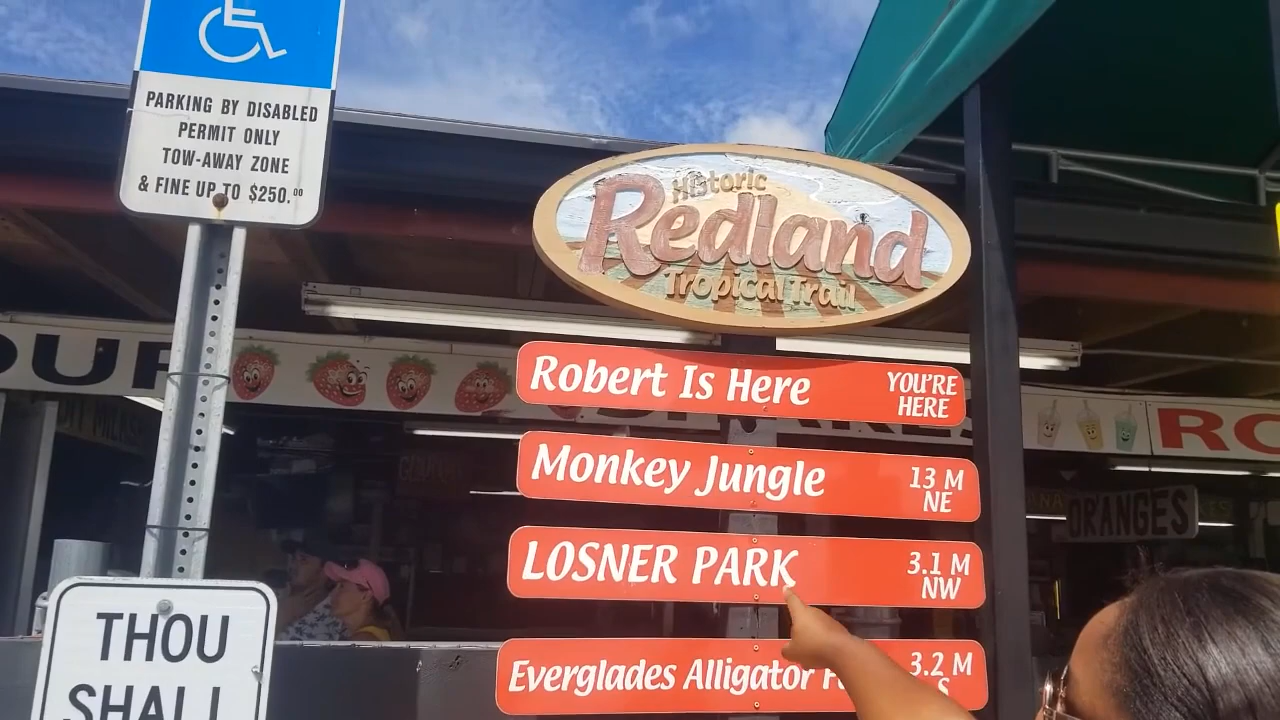 PARKING BY DISABLED
PERMIT ONLY
TOW-AWAY ZONE
& FINE UP TO $250.00
Historic
Redland
Tropical Trail
Robert Is Here
YOU'RE
HERE
Monkey Jungle
13 M
NE
LOSNER PARK
3.1 M
NW
Everglades Alligator
3.2 M
S
ORANGES
THOU
SHALL